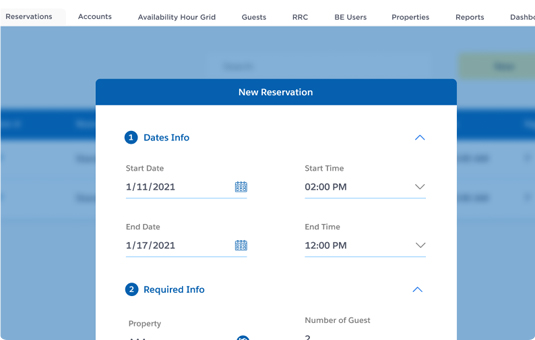 Reservations Accounts Availability Hour Grid Guests RRC BE Users Properties Reports
Search
New
New Reservation
1 Dates Info
Start Date Start Time
1/11/2021 02:00 PM
End Date End Time
1/17/2021 12:00 PM
2 Required Info
Property Number of Guest
2